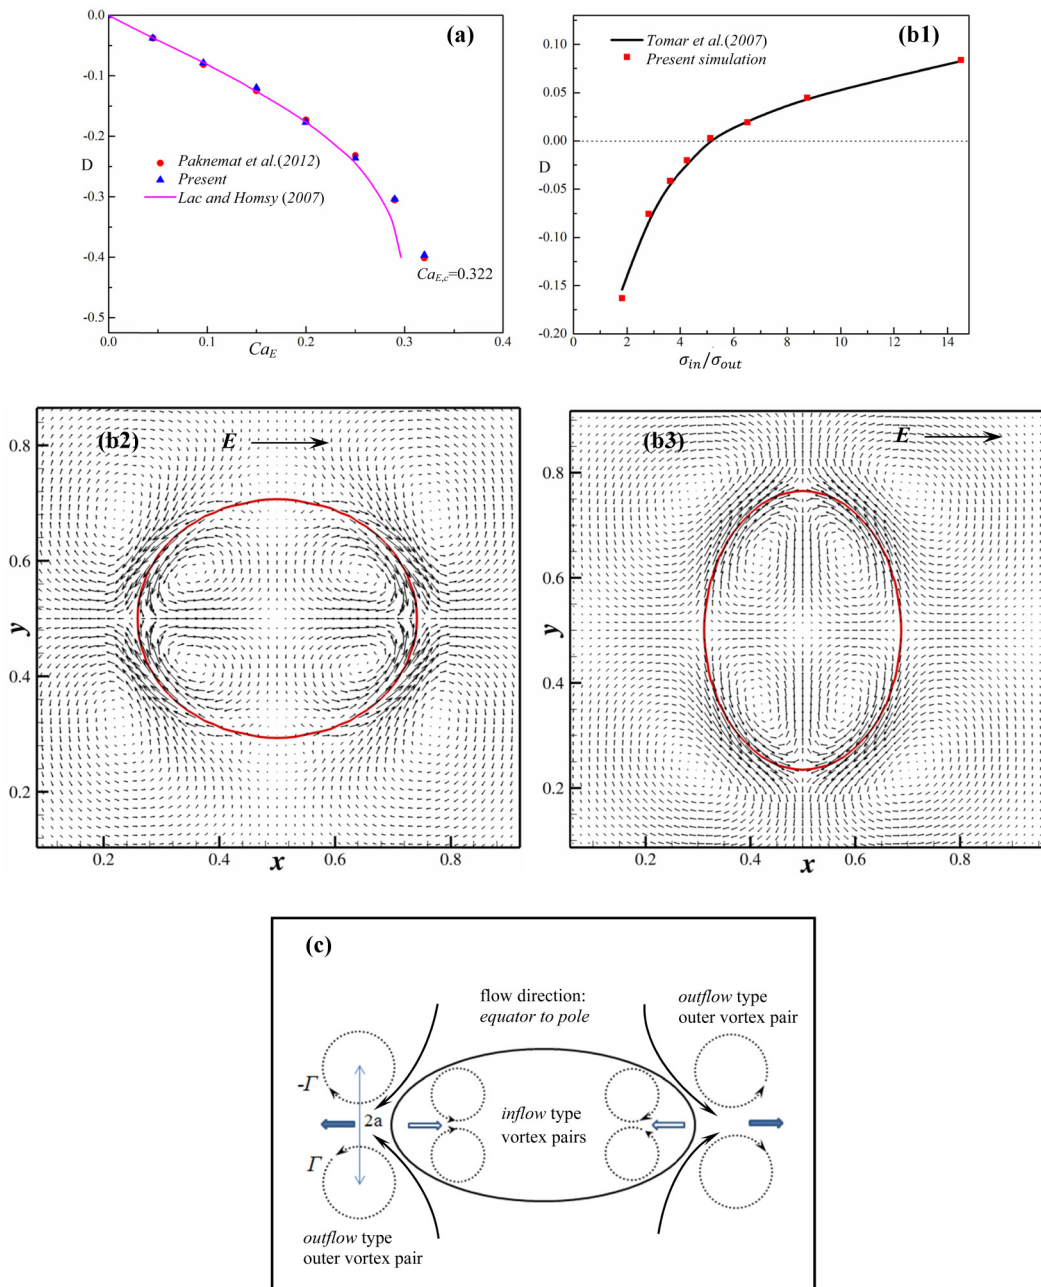 (a)
0.0
-0.1
-0.2
-0.3
-0.4
-0.5
D
Paknemat et al.(2012)
Present
Lac and Homsy (2007)
Ca_{E,c}=0.322
0.0
0.1
0.2
0.3
0.4
Ca_E
(b1)
0.10
0.05
0.00
-0.05
-0.10
-0.15
-0.20
D
Tomar et al.(2007)
Present simulation
2
4
6
8
10
12
14
σ_{in}/σ_{out}
(b2)
E
0.8
0.6
0.4
0.2
y
0.2
0.4
0.6
0.8
x
(b3)
E
0.8
0.6
0.4
0.2
y
0.2
0.4
0.6
0.8
x
(c)
flow direction:
equator to pole
outflow type
outer vortex pair
-Γ
2a
Γ
inflow type
vortex pairs
outflow type
outer vortex pair